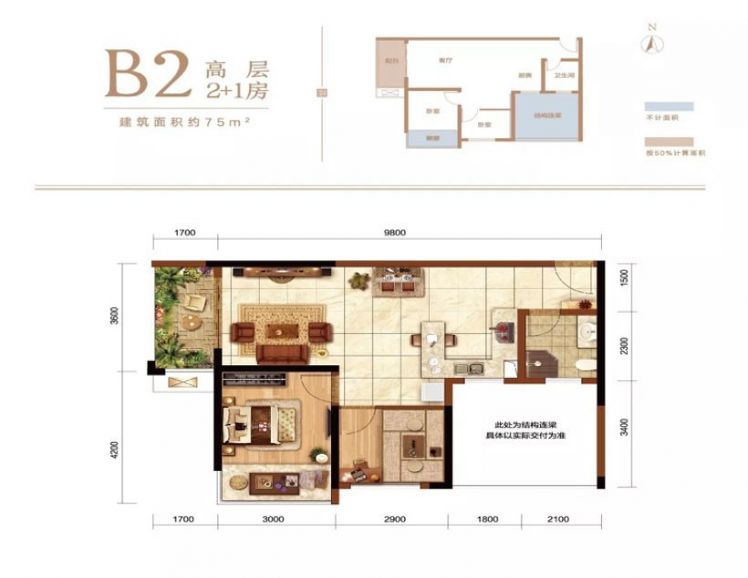 B2 高层
2+1房
建筑面积约75m²
阳台
客厅
厨房
卫生间
卧室
卧室
结构连梁
N
不计面积
按50%计算面积
1700 9800
3600
4200
1500
2300
3400
此处为结构连梁
具体以实际交付为准
1700 3000 2900 1800 2100